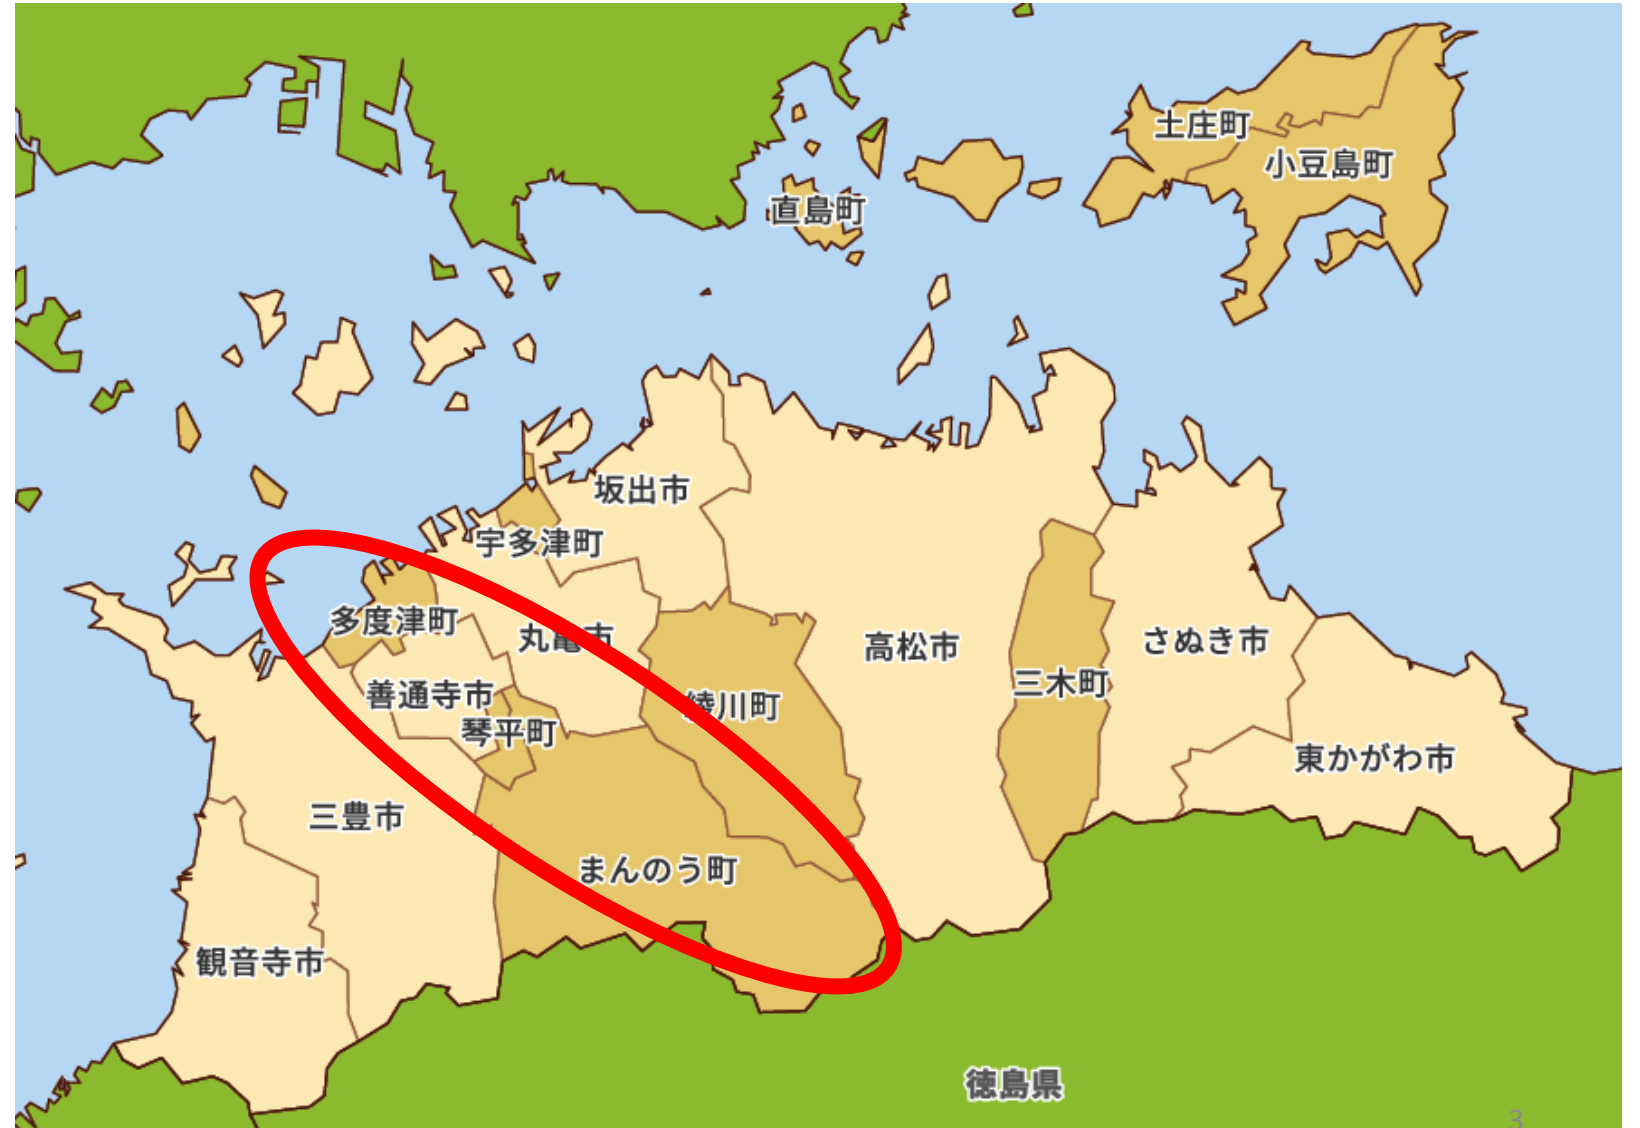 土庄町
小豆島町
直島町
坂出市
宇多津町
多度津町
丸亀市
高松市
さぬき市
三木町
善通寺市
綾川町
琴平町
東かがわ市
三豊市
まんのう町
観音寺市
徳島県
3